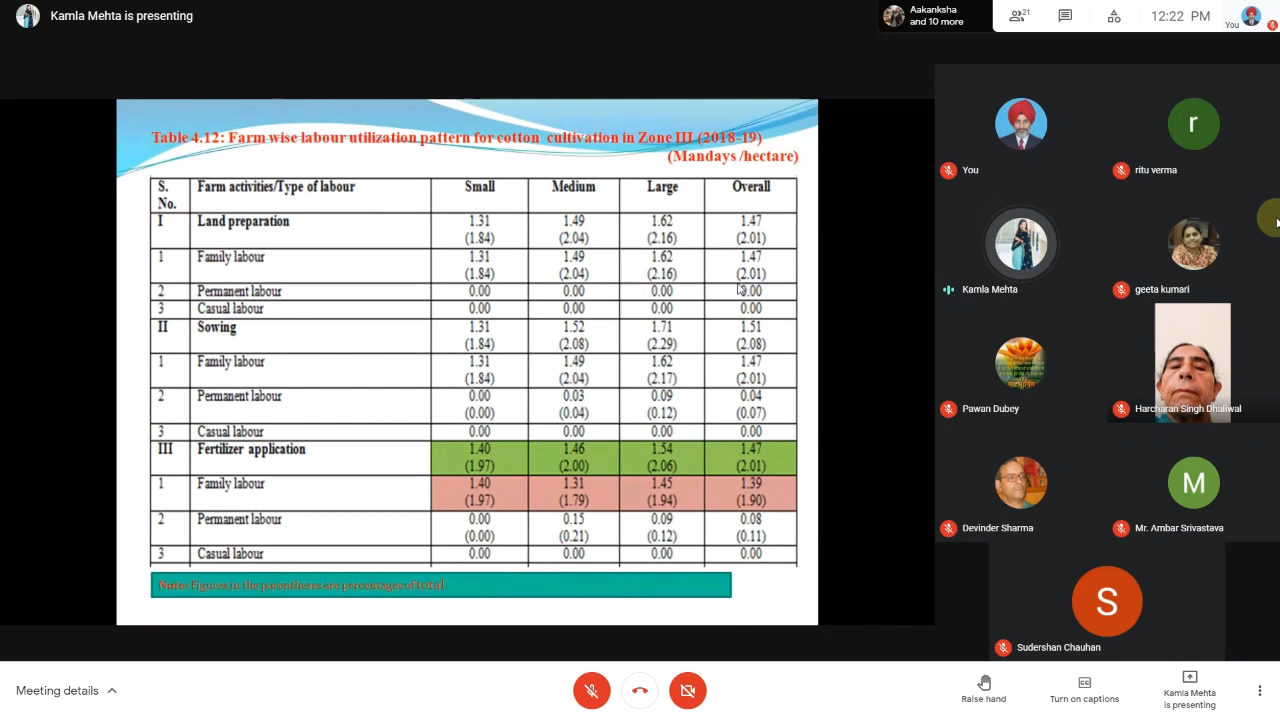 Kamla Mehta is presenting
Aakanksha
and 10 more
21
12:22 PM
You
Table 4.12: Farm wise labour utilization pattern for cotton cultivation in Zone III (2018-19)
(Mandays /hectare)
S. No. Farm activities/Type of labour Small Medium Large Overall
I Land preparation 1.31 1.49 1.62 1.47
(1.84) (2.04) (2.16) (2.01)
1 Family labour 1.31 1.49 1.62 1.47
(1.84) (2.04) (2.16) (2.01)
2 Permanent labour 0.00 0.00 0.00 0.00
3 Casual labour 0.00 0.00 0.00 0.00
II Sowing 1.31 1.52 1.71 1.51
(1.84) (2.08) (2.29) (2.08)
1 Family labour 1.31 1.49 1.62 1.47
(1.84) (2.04) (2.17) (2.01)
2 Permanent labour 0.00 0.03 0.09 0.04
(0.00) (0.04) (0.12) (0.07)
3 Casual labour 0.00 0.00 0.00 0.00
III Fertilizer application 1.40 1.46 1.54 1.47
(1.97) (2.00) (2.06) (2.01)
1 Family labour 1.40 1.31 1.45 1.39
(1.97) (1.79) (1.94) (1.90)
2 Permanent labour 0.00 0.15 0.09 0.08
(0.00) (0.21) (0.12) (0.11)
3 Casual labour 0.00 0.00 0.00 0.00
Note: Figures in the parentheses are percentages of total
You
r
ritu verma
Kamla Mehta
geeta kumari
Pawan Dubey
Harcharan Singh Dhaliwal
Devinder Sharma
M
Mr. Ambar Srivastava
S
Sudershan Chauhan
Meeting details
Raise hand
Turn on captions
Kamla Mehta
is presenting